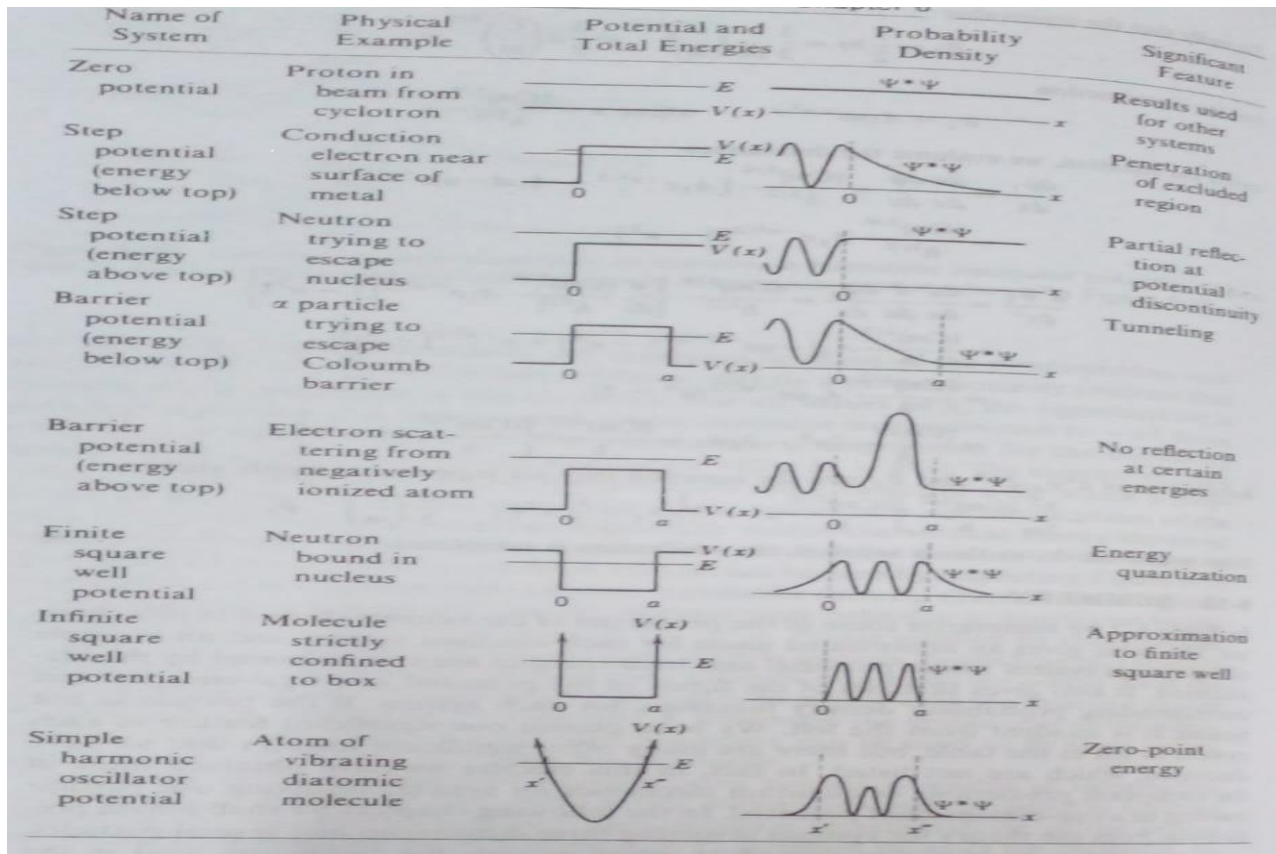 Name of System Physical Example Potential and Total Energies Probability Density Significant Feature
Zero potential
Proton in beam from cyclotron
E
V(x)
Ψ*Ψ
x
Results used for other systems
Step potential (energy below top)
Conduction electron near surface of metal
V(x)
E
0
Ψ*Ψ
0
x
Penetration of excluded region
Step potential (energy above top)
Neutron trying to escape nucleus
E
V(x)
0
Ψ*Ψ
0
x
Partial reflec-
tion at potential discontinuity
Barrier potential (energy below top)
α particle trying to escape Coloumb barrier
E
V(x)
0 a
Ψ*Ψ
0 a
x
Tunneling
Barrier potential (energy above top)
Electron scat-
tering from negatively ionized atom
E
V(x)
0 a
Ψ*Ψ
0 a
x
No reflection at certain energies
Finite square well potential
Neutron bound in nucleus
V(x)
E
0 a
Ψ*Ψ
0 a
x
Energy quantization
Infinite square well potential
Molecule strictly confined to box
V(x)
E
0 a
Ψ*Ψ
0 a
x
Approximation to finite square well
Simple harmonic oscillator potential
Atom of vibrating diatomic molecule
V(x)
E
x′ x″
Ψ*Ψ
x′ x″
x
Zero-point energy